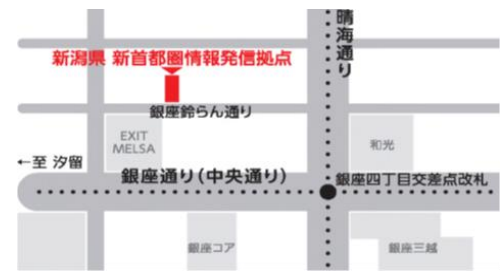 晴海通り
新潟県 新首都圏情報発信拠点
銀座鈴らん通り
EXIT
MELSA
和光
←至 汐留
銀座通り(中央通り)
銀座四丁目交差点改札
銀座コア
銀座三越